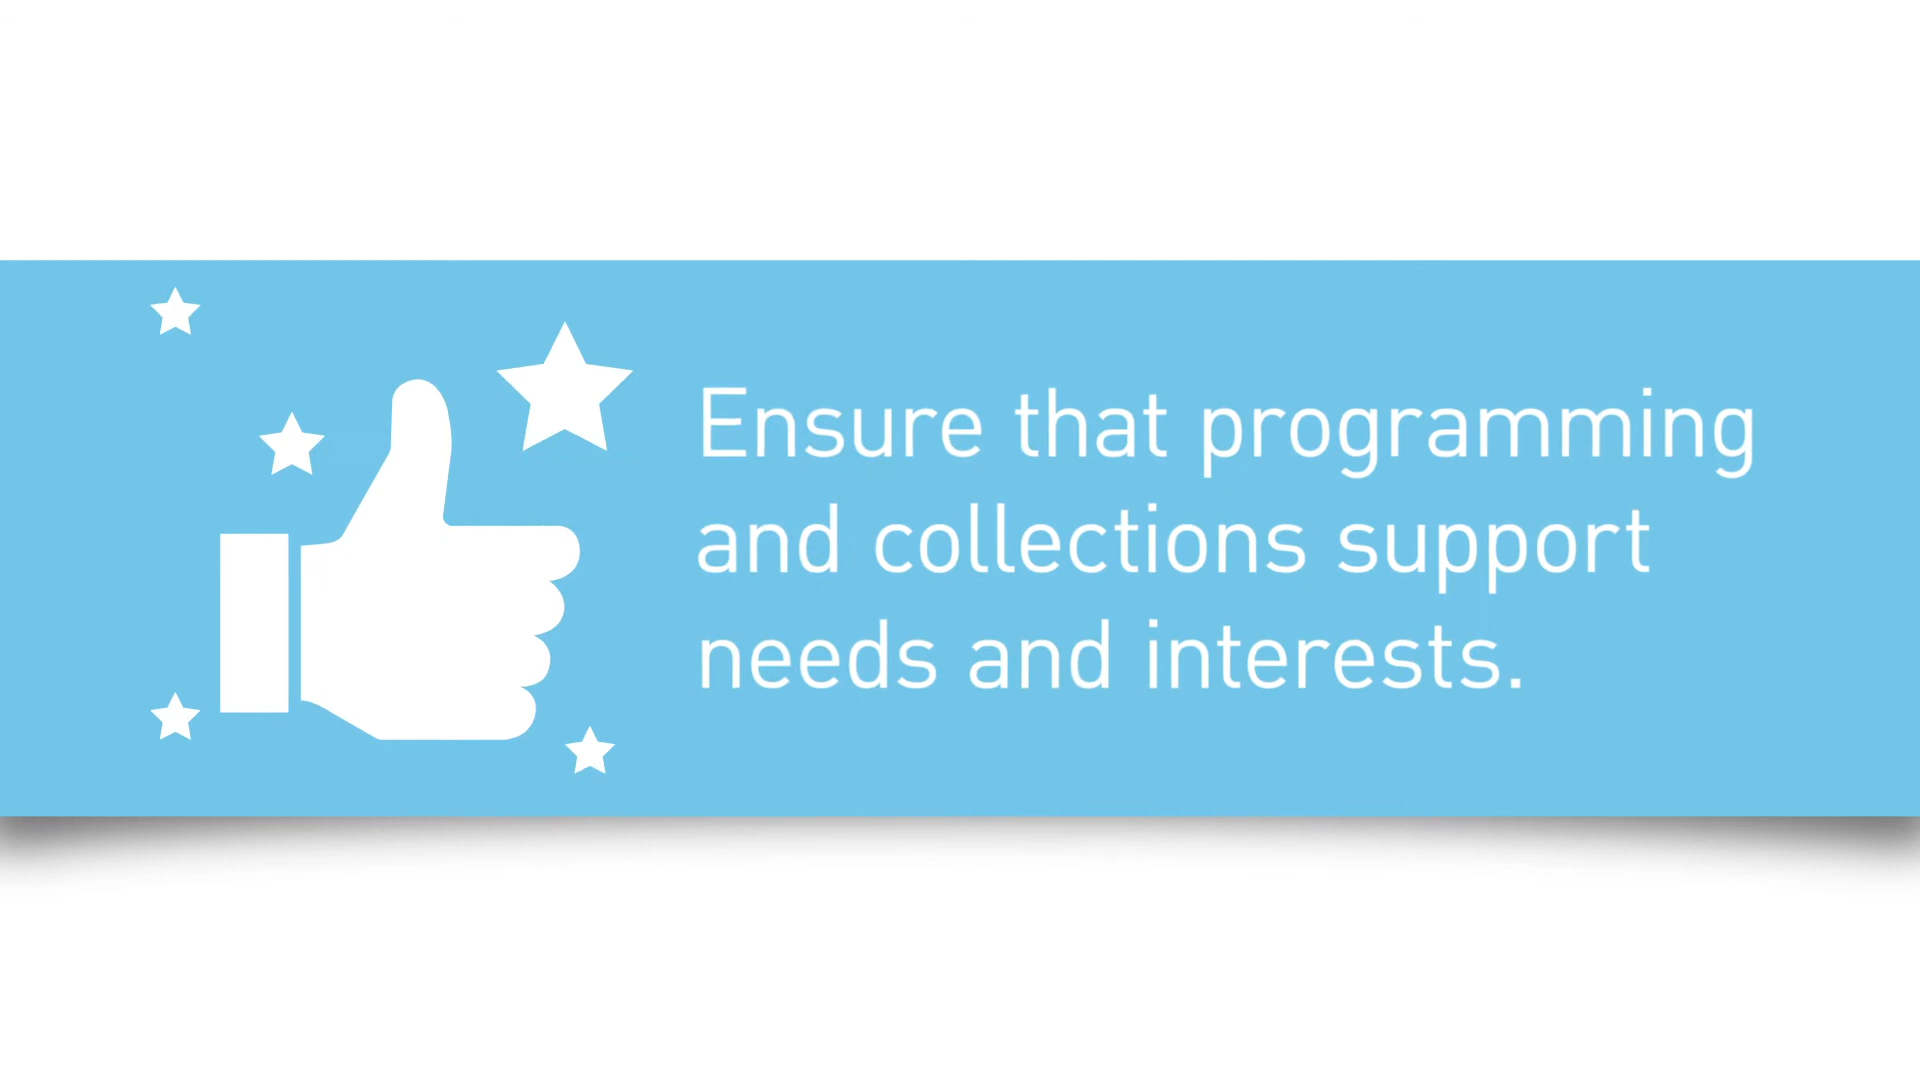 Ensure that programming
and collections support
needs and interests.